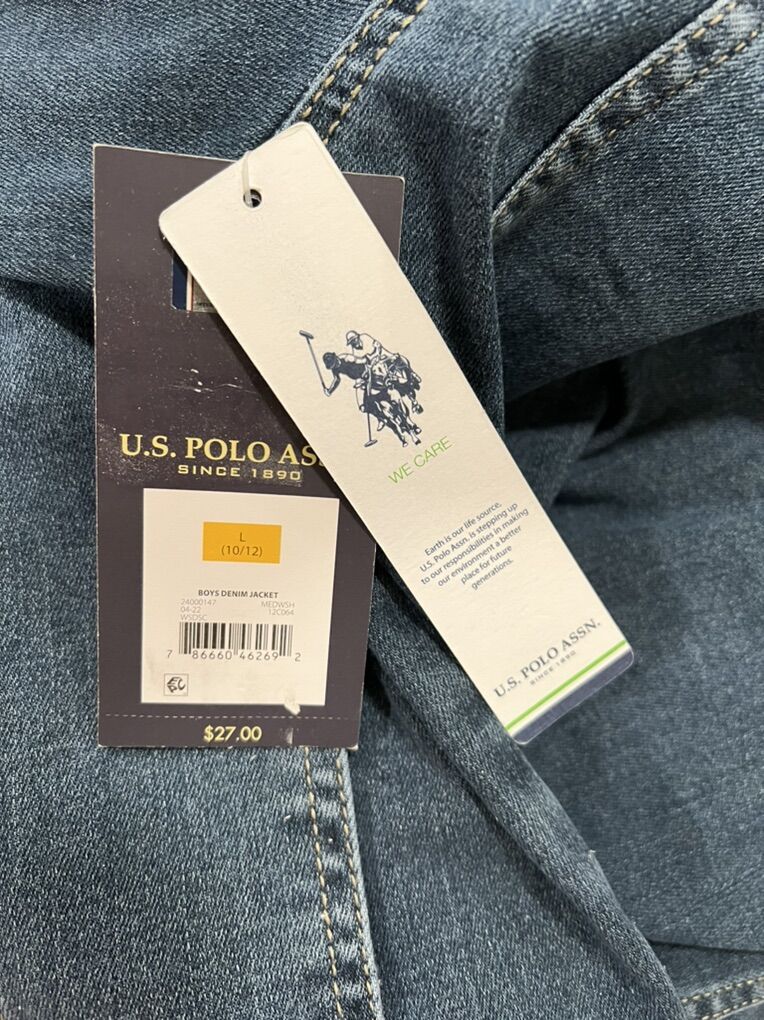 U.S. POLO AS
SINCE 1890
L
(10/12)
BOYS DENIM JACKET
24000147 MEDWSH
04-22 12C064
WSDSC
7 86660 46269 2
$27.00
WE CARE
Earth is our life source.
U.S. Polo Assn. is stepping up
to our responsibilities in making
our environment a better
place for future
generations.
U.S. POLO ASSN.
SINCE 1890